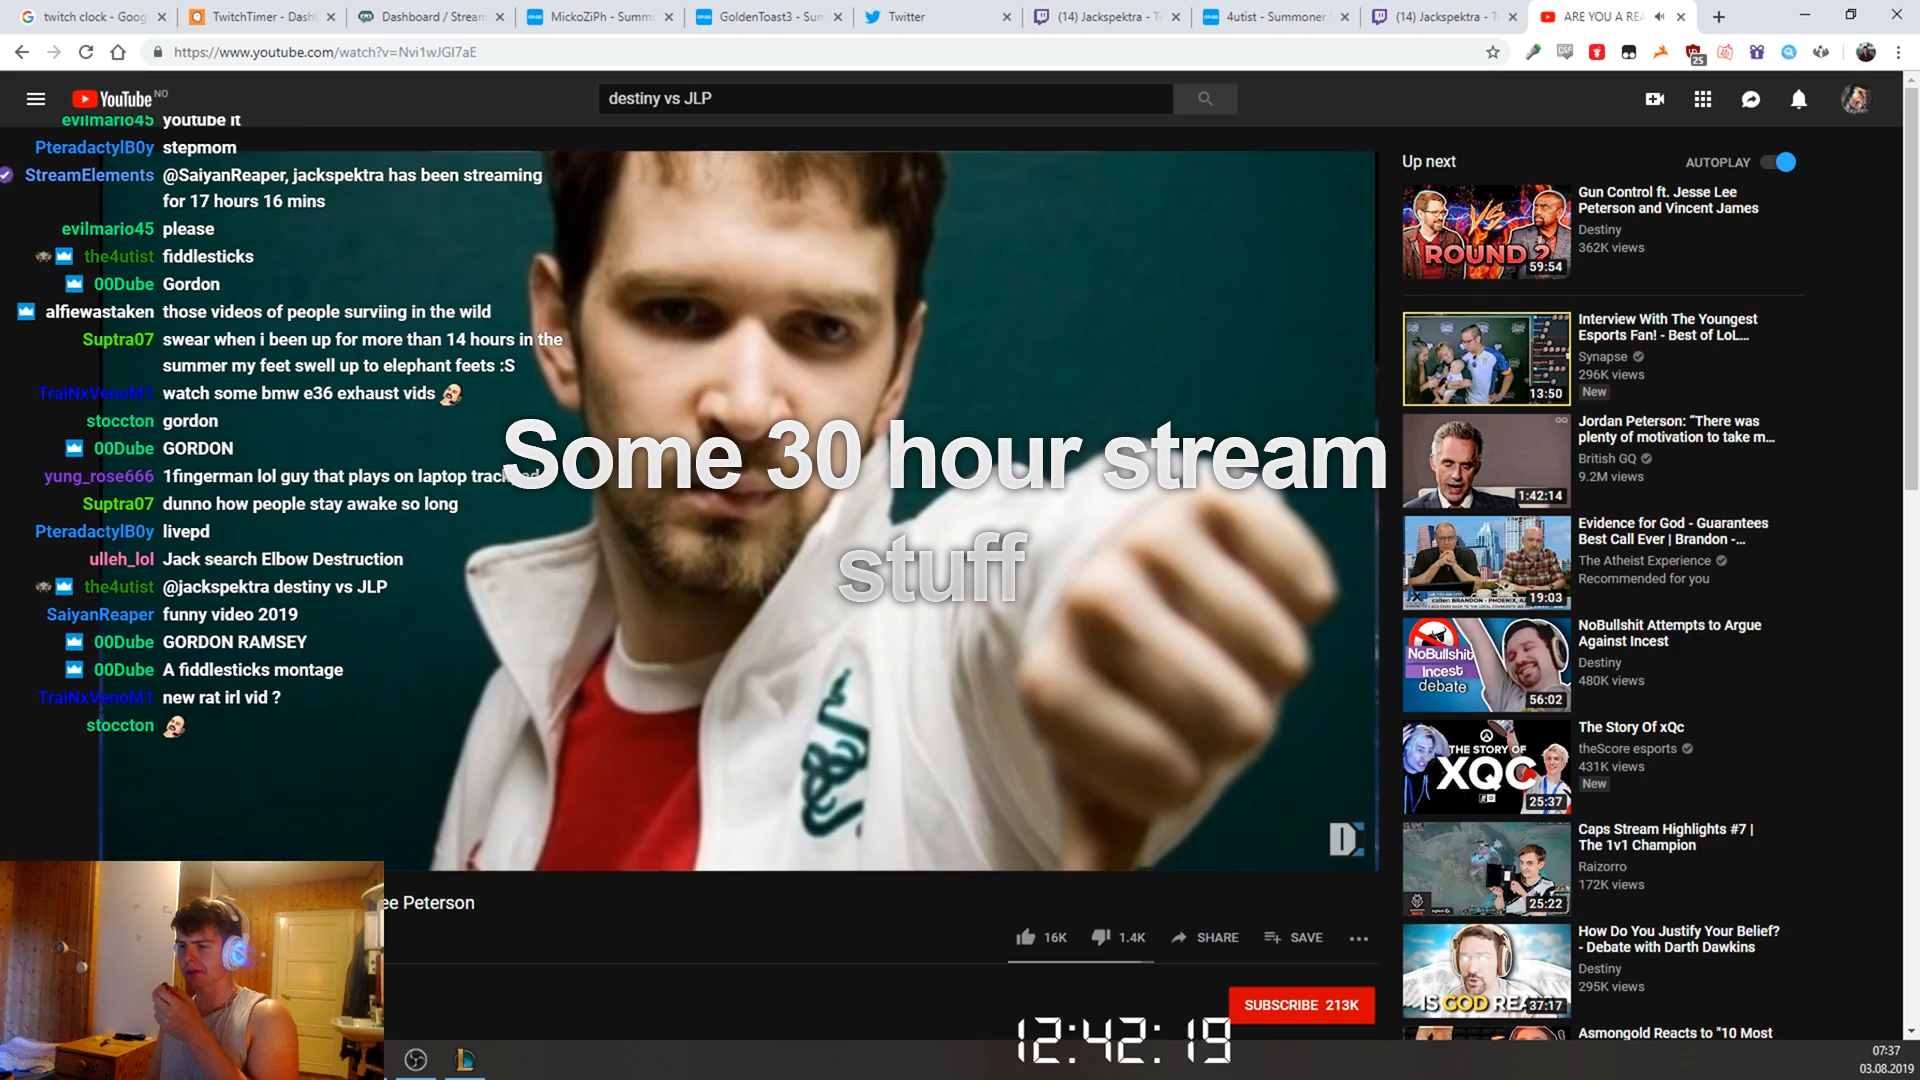 twitch clock - Goog
TwitchTimer - Dash
Dashboard / Stream
MickoZiPh - Summ
GoldenToast3 - Sun
Twitter
(14) Jackspektra - T
4utist - Summoner
(14) Jackspektra - T
ARE YOU A REA
https://www.youtube.com/watch?v=Nvi1wJGI7aE
25
YouTube NO
destiny vs JLP
evilmario45 youtube it
PteradactylB0y stepmom
StreamElements @SaiyanReaper, jackspektra has been streaming
for 17 hours 16 mins
evilmario45 please
the4utist fiddlesticks
00Dube Gordon
alfiewastaken those videos of people surviing in the wild
Suptra07 swear when i been up for more than 14 hours in the
summer my feet swell up to elephant feets :S
TraiNxVenoM1 watch some bmw e36 exhaust vids
stoccton gordon
00Dube GORDON
yung_rose666 1fingerman lol guy that plays on laptop
Suptra07 dunno how people stay awake so long
PteradactylB0y livepd
ulleh_lol Jack search Elbow Destruction
the4utist @jackspektra destiny vs JLP
SaiyanReaper funny video 2019
00Dube GORDON RAMSEY
00Dube A fiddlesticks montage
TraiNxVenoM1 new rat irl vid ?
stoccton
Some 30 hour stream
stuff
D
ee Peterson
16K
1.4K
SHARE
SAVE
SUBSCRIBE 213K
12:42:19
Up next
AUTOPLAY
VS
ROUND 2
59:54
Gun Control ft. Jesse Lee
Peterson and Vincent James
Destiny
362K views
13:50
Interview With The Youngest
Esports Fan! - Best of LoL...
Synapse
296K views
New
1:42:14
Jordan Peterson: “There was
plenty of motivation to take m...
British GQ
9.2M views
19:03
Evidence for God - Guarantees
Best Call Ever | Brandon -...
The Atheist Experience
Recommended for you
NoBullshit
Incest
debate
56:02
NoBullshit Attempts to Argue
Against Incest
Destiny
480K views
THE STORY OF
XQC
25:37
The Story Of xQc
theScore esports
431K views
New
25:22
Caps Stream Highlights #7 |
The 1v1 Champion
Raizorro
172K views
IS GOD REA
37:17
How Do You Justify Your Belief?
- Debate with Darth Dawkins
Destiny
295K views
Asmongold Reacts to "10 Most
07:37
03.08.2019